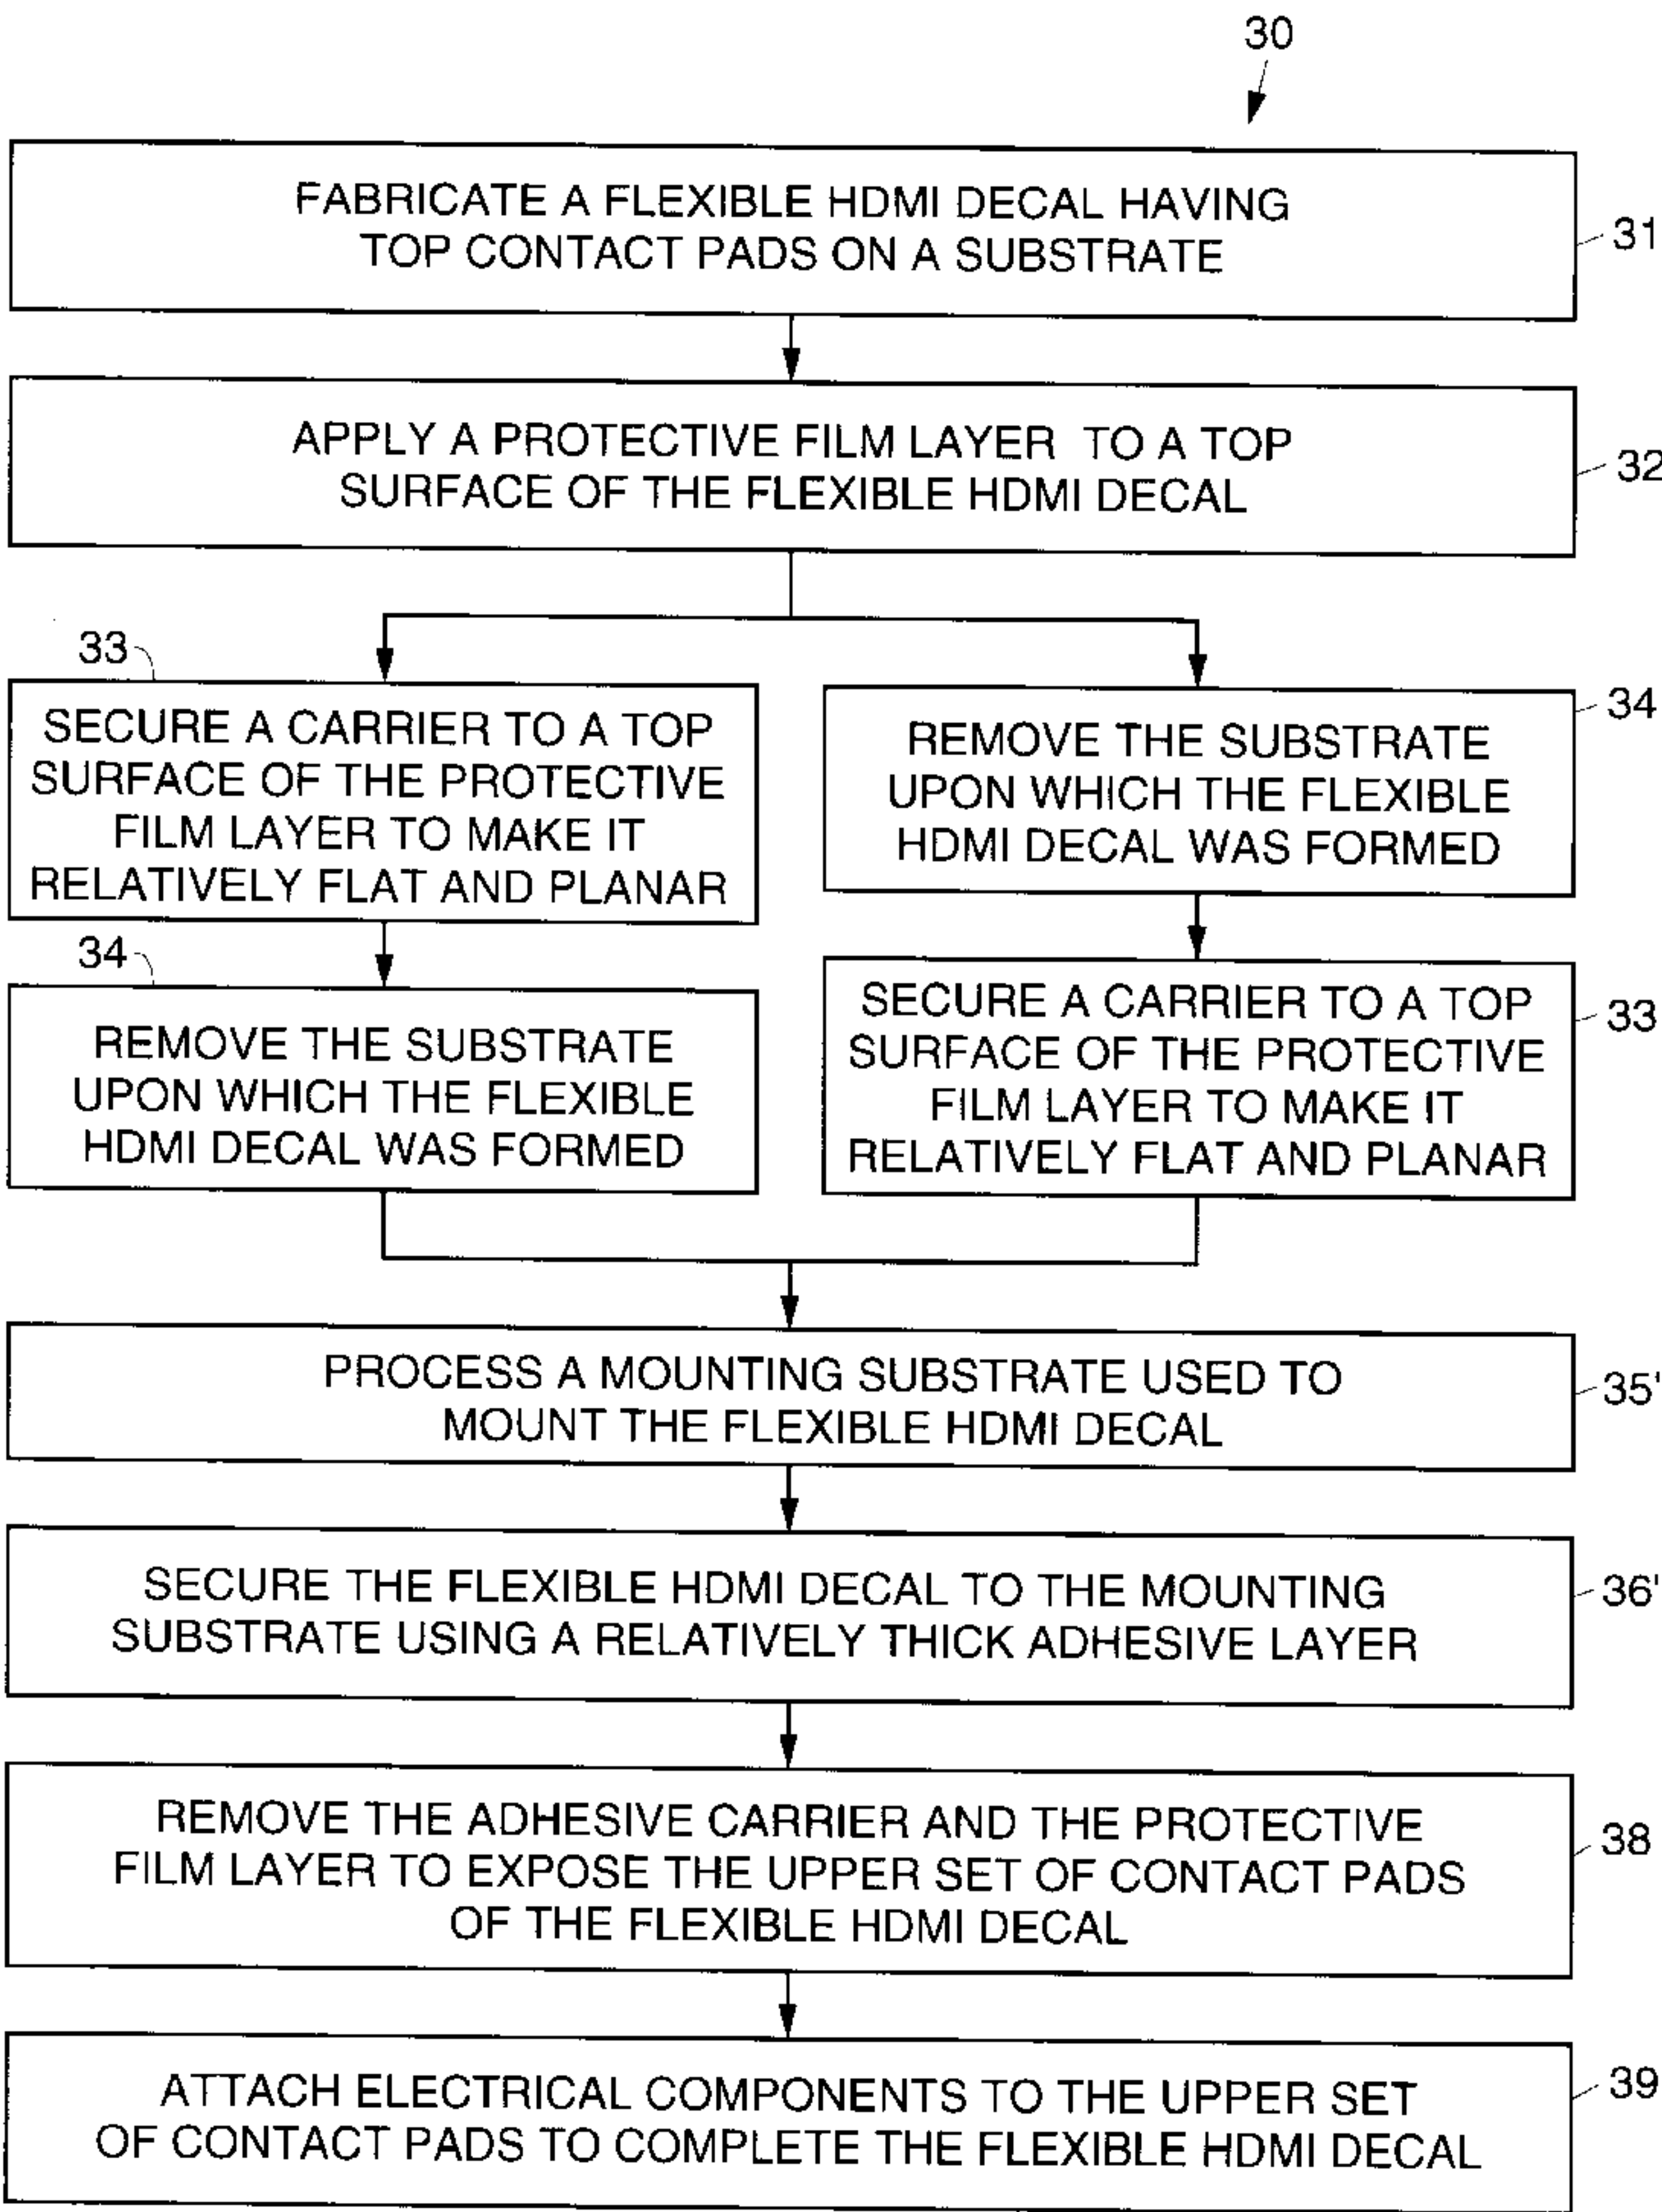 30
FABRICATE A FLEXIBLE HDMI DECAL HAVING
TOP CONTACT PADS ON A SUBSTRATE
31
APPLY A PROTECTIVE FILM LAYER TO A TOP
SURFACE OF THE FLEXIBLE HDMI DECAL
32
33
SECURE A CARRIER TO A TOP
SURFACE OF THE PROTECTIVE
FILM LAYER TO MAKE IT
RELATIVELY FLAT AND PLANAR
34
REMOVE THE SUBSTRATE
UPON WHICH THE FLEXIBLE
HDMI DECAL WAS FORMED
34
REMOVE THE SUBSTRATE
UPON WHICH THE FLEXIBLE
HDMI DECAL WAS FORMED
SECURE A CARRIER TO A TOP
SURFACE OF THE PROTECTIVE
FILM LAYER TO MAKE IT
RELATIVELY FLAT AND PLANAR
33
PROCESS A MOUNTING SUBSTRATE USED TO
MOUNT THE FLEXIBLE HDMI DECAL
35'
SECURE THE FLEXIBLE HDMI DECAL TO THE MOUNTING
SUBSTRATE USING A RELATIVELY THICK ADHESIVE LAYER
36'
REMOVE THE ADHESIVE CARRIER AND THE PROTECTIVE
FILM LAYER TO EXPOSE THE UPPER SET OF CONTACT PADS
OF THE FLEXIBLE HDMI DECAL
38
ATTACH ELECTRICAL COMPONENTS TO THE UPPER SET
OF CONTACT PADS TO COMPLETE THE FLEXIBLE HDMI DECAL
39